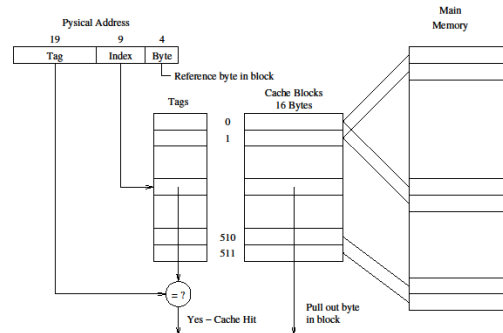 Pysical Address
19 9 4
Tag Index Byte
Reference byte in block
Main
Memory
Tags
Cache Blocks
16 Bytes
0
1
510
511
= ?
Yes – Cache Hit
Pull out byte
in block